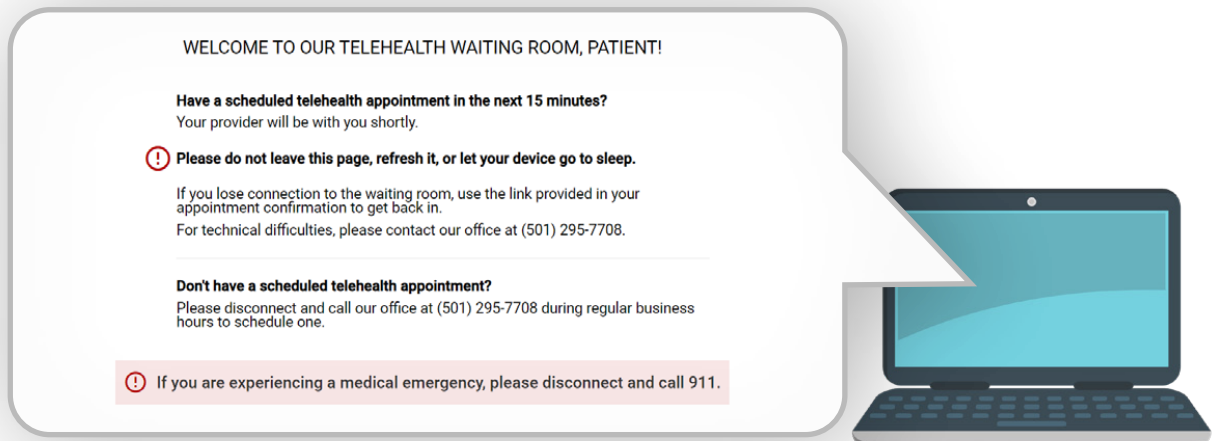 WELCOME TO OUR TELEHEALTH WAITING ROOM, PATIENT!
Have a scheduled telehealth appointment in the next 15 minutes?
Your provider will be with you shortly.
Please do not leave this page, refresh it, or let your device go to sleep.
If you lose connection to the waiting room, use the link provided in your
appointment confirmation to get back in.
For technical difficulties, please contact our office at (501) 295-7708.
Don't have a scheduled telehealth appointment?
Please disconnect and call our office at (501) 295-7708 during regular business
hours to schedule one.
If you are experiencing a medical emergency, please disconnect and call 911.